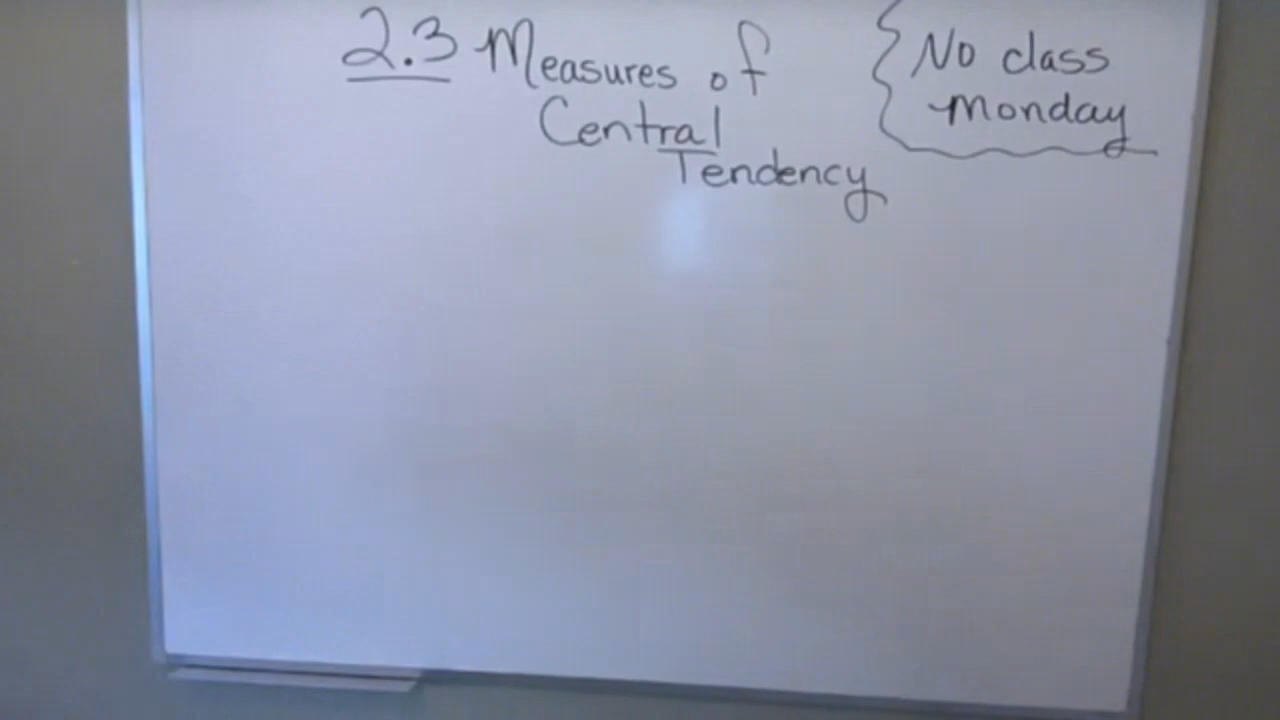 2.3 Measures of
Central
Tendency
No class
Monday